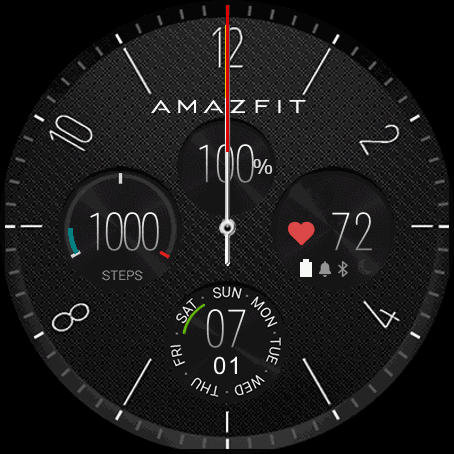 12
AMAZFIT
10
2
100%
1000
STEPS
72
8
4
SUN
MON
TUE
WED
THU
FRI
SAT
07
01